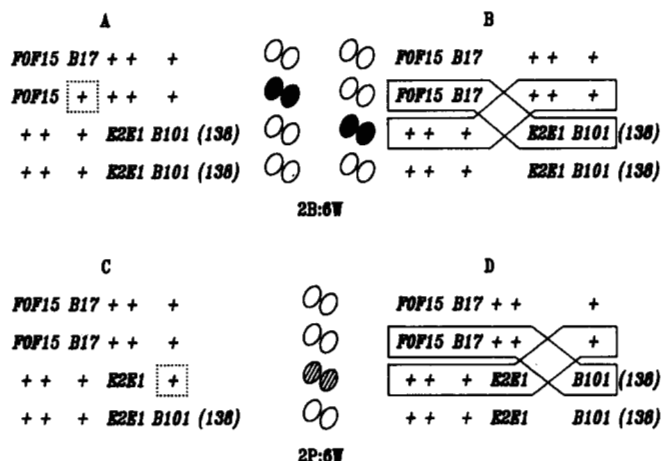 A B
F0F15 B17 + + + F0F15 B17 + + +
F0F15 + + + + F0F15 B17 + + +
+ + + E2E1 B101 (138) + + + E2E1 B101 (138)
+ + + E2E1 B101 (138) + + + E2E1 B101 (138)
2B:6W
C D
F0F15 B17 + + + F0F15 B17 + + +
F0F15 B17 + + + F0F15 B17 + + +
+ + + E2E1 + + + + E2E1 B101 (138)
+ + + E2E1 B101 (138) + + + E2E1 B101 (138)
2P:6W